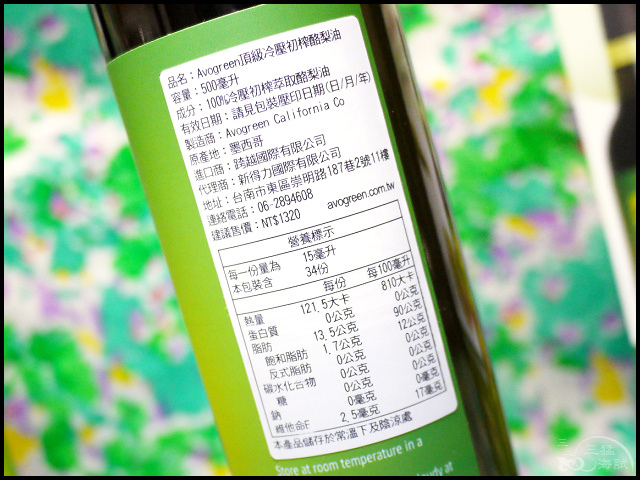 品名：Avogreen頂級冷壓初榨酪梨油
容量：500毫升
成分：100%冷壓初榨萃取酪梨油
有效日期：請見包裝壓印日期(日/月/年)
製造商：Avogreen California Co
原產地：墨西哥
進口商：跨越國際有限公司
代理商：新得力國際有限公司
地址：台南市東區崇明路187巷2號11樓
連絡電話：06-2894608 avogreen.com.tw
建議售價：NT$1320
營養標示
每一份量為 15毫升
本包裝含 34份
每份 每100毫升
熱量 121.5大卡 810大卡
蛋白質 0公克 0公克
脂肪 13.5公克 90公克
飽和脂肪 1.7公克 12公克
反式脂肪 0公克 0公克
碳水化合物 0公克 0公克
糖 0公克 0公克
鈉 0毫克 0毫克
維他命E 2.5毫克 17毫克
本產品儲存於常溫下及陰涼處
Store at room temperature in a